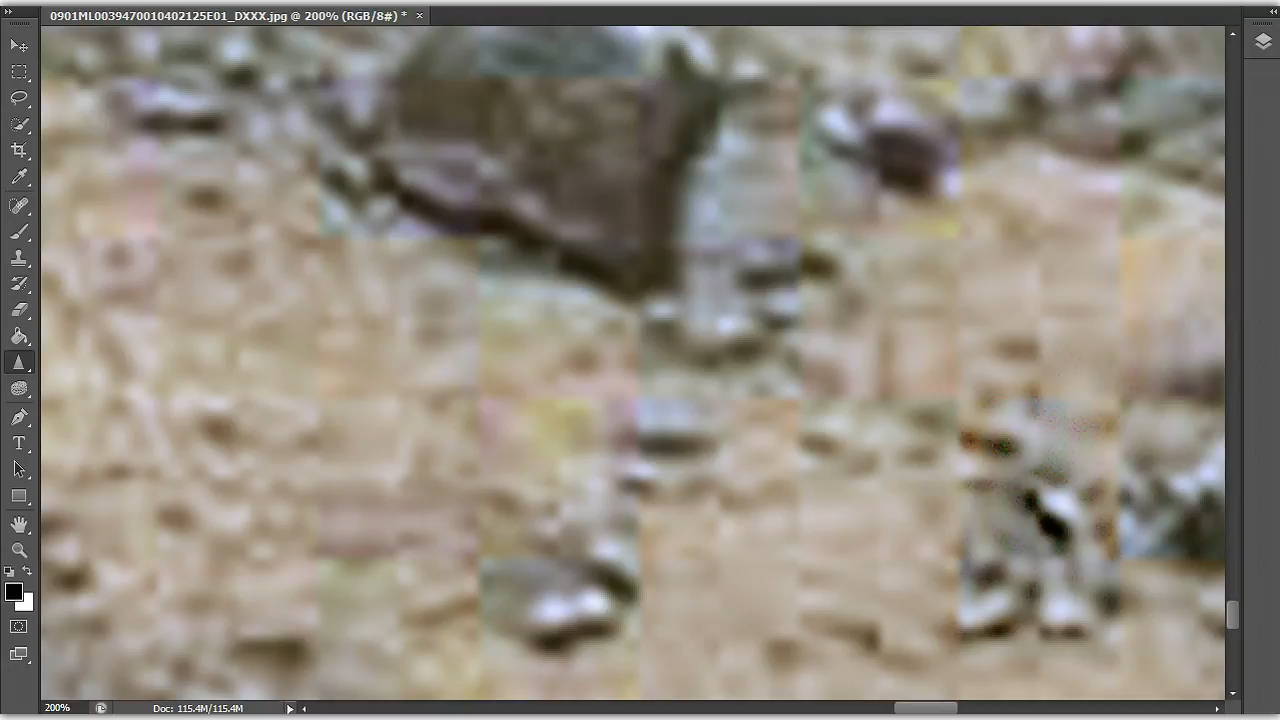 0901ML0039470010402125E01_DXXX.jpg @ 200% (RGB/8#) * ×
T
200% Doc: 115.4M/115.4M